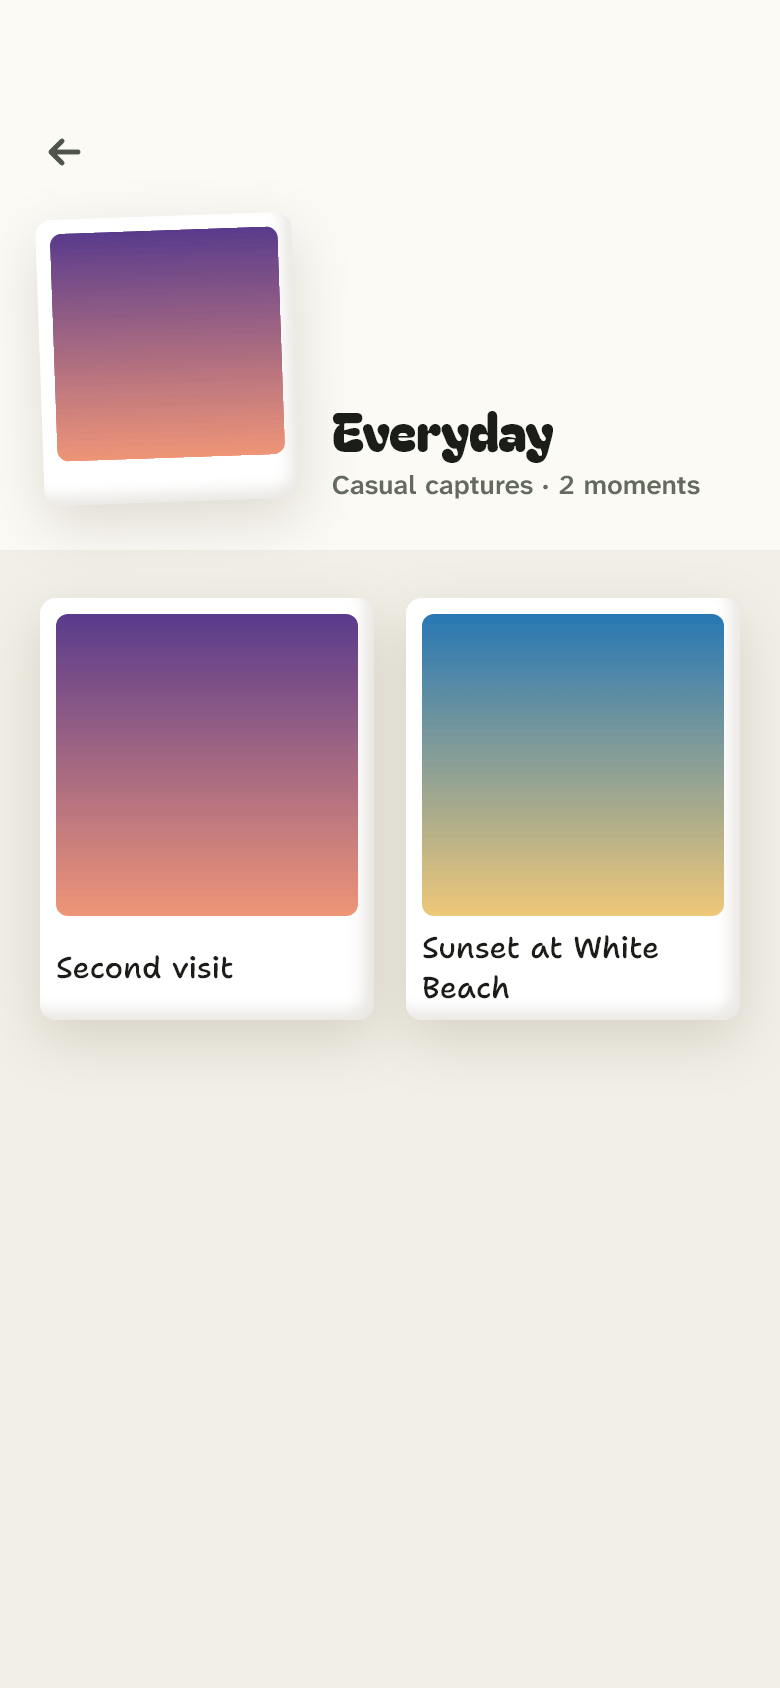 Everyday
Casual captures · 2 moments
Second visit
Sunset at White
Beach